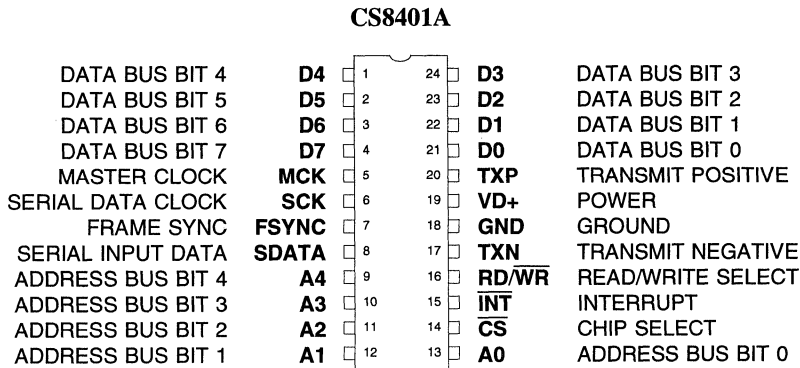 CS8401A
DATA BUS BIT 4 D4 1 24 D3 DATA BUS BIT 3
DATA BUS BIT 5 D5 2 23 D2 DATA BUS BIT 2
DATA BUS BIT 6 D6 3 22 D1 DATA BUS BIT 1
DATA BUS BIT 7 D7 4 21 D0 DATA BUS BIT 0
MASTER CLOCK MCK 5 20 TXP TRANSMIT POSITIVE
SERIAL DATA CLOCK SCK 6 19 VD+ POWER
FRAME SYNC FSYNC 7 18 GND GROUND
SERIAL INPUT DATA SDATA 8 17 TXN TRANSMIT NEGATIVE
ADDRESS BUS BIT 4 A4 9 16 RD/W̅R̅ READ/WRITE SELECT
ADDRESS BUS BIT 3 A3 10 15 I̅N̅T̅ INTERRUPT
ADDRESS BUS BIT 2 A2 11 14 C̅S̅ CHIP SELECT
ADDRESS BUS BIT 1 A1 12 13 A0 ADDRESS BUS BIT 0